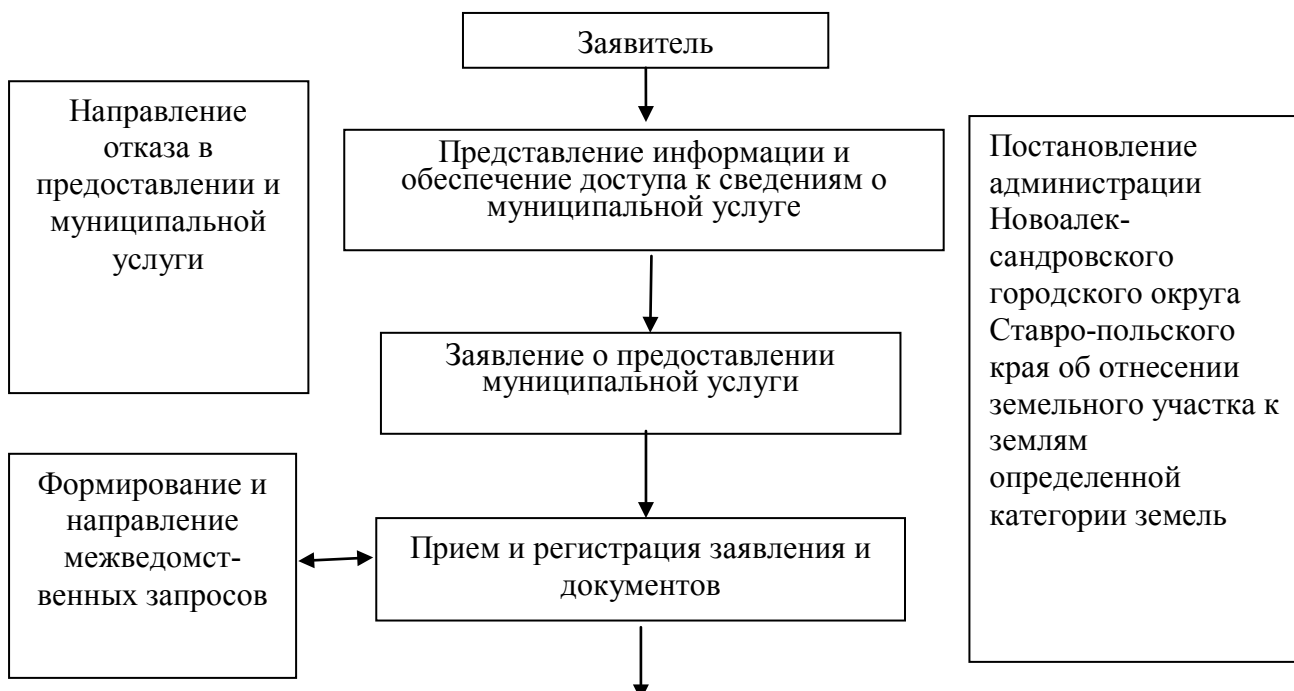 Заявитель
Направление
отказа в
предоставлении и
муниципальной
услуги
Представление информации и
обеспечение доступа к сведениям о
муниципальной услуге
Постановление
администрации
Новоалек-
сандровского
городского округа
Ставро-польского
края об отнесении
земельного участка к
землям
определенной
категории земель
Заявление о предоставлении
муниципальной услуги
Формирование и
направление
межведомст-
венных запросов
Прием и регистрация заявления и
документов